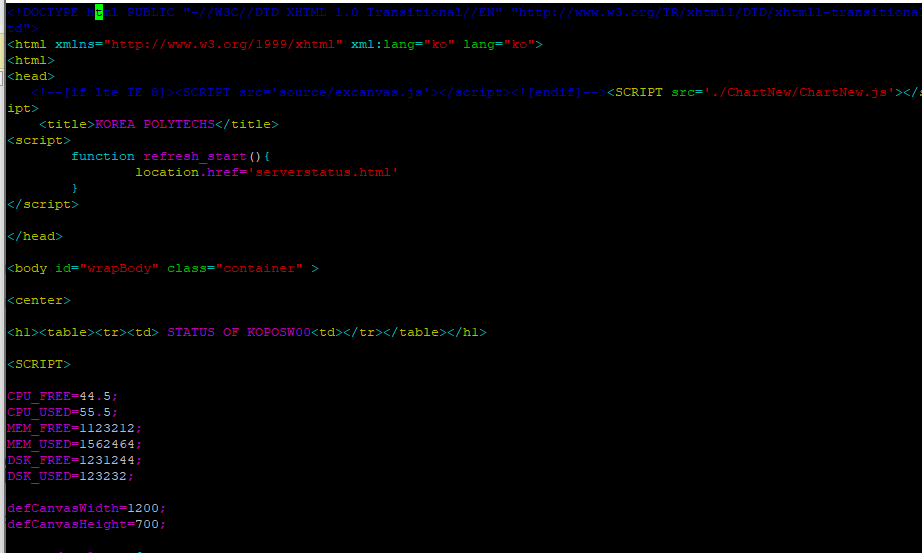 <!DOCTYPE html PUBLIC "-//W3C//DTD XHTML 1.0 Transitional//EN" "http://www.w3.org/TR/xhtml1/DTD/xhtml1-transitional
td">
<html xmlns="http://www.w3.org/1999/xhtml" xml:lang="ko" lang="ko">
<html>
<head>
<!--[if lte IE 8]><SCRIPT src='source/excanvas.js'></script><![endif]--><SCRIPT src='./ChartNew/ChartNew.js'></s
ipt>
<title>KOREA POLYTECHS</title>
<script>
function refresh_start(){
location.href='serverstatus.html'
}
</script>
</head>
<body id="wrapBody" class="container" >
<center>
<h1><table><tr><td> STATUS OF KOPOSW00<td></tr></table></h1>
<SCRIPT>
CPU_FREE=44.5;
CPU_USED=55.5;
MEM_FREE=1123212;
MEM_USED=1562464;
DSK_FREE=1231244;
DSK_USED=123232;
defCanvasWidth=1200;
defCanvasHeight=700;